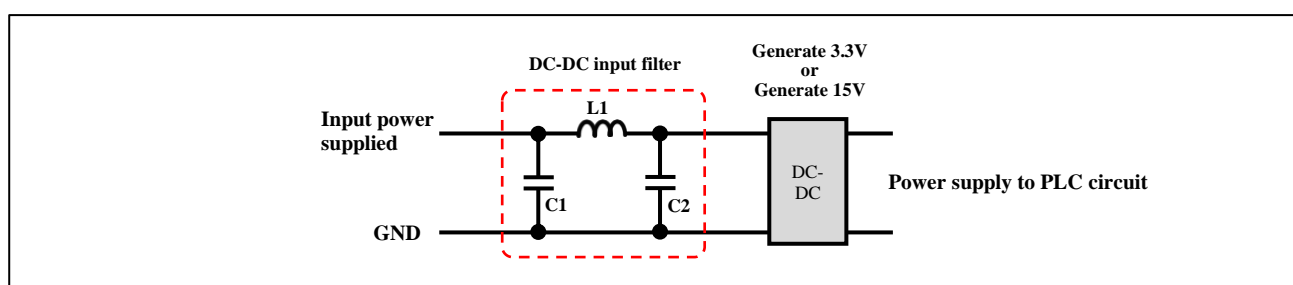 Generate 3.3V
or
Generate 15V
DC-DC input filter
L1
Input power
supplied
DC-
DC
Power supply to PLC circuit
C1
C2
GND